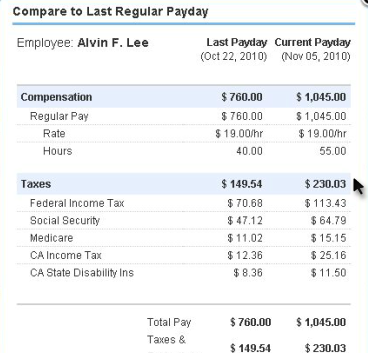 Compare to Last Regular Payday
Employee: Alvin F. Lee Last Payday Current Payday
(Oct 22, 2010) (Nov 05, 2010)
Compensation $ 760.00 $ 1,045.00
Regular Pay $ 760.00 $ 1,045.00
Rate $ 19.00/hr $ 19.00/hr
Hours 40.00 55.00
Taxes $ 149.54 $ 230.03
Federal Income Tax $ 70.68 $ 113.43
Social Security $ 47.12 $ 64.79
Medicare $ 11.02 $ 15.15
CA Income Tax $ 12.36 $ 25.16
CA State Disability Ins $ 8.36 $ 11.50
Total Pay $ 760.00 $ 1,045.00
Taxes &
$ 149.54 $ 230.03